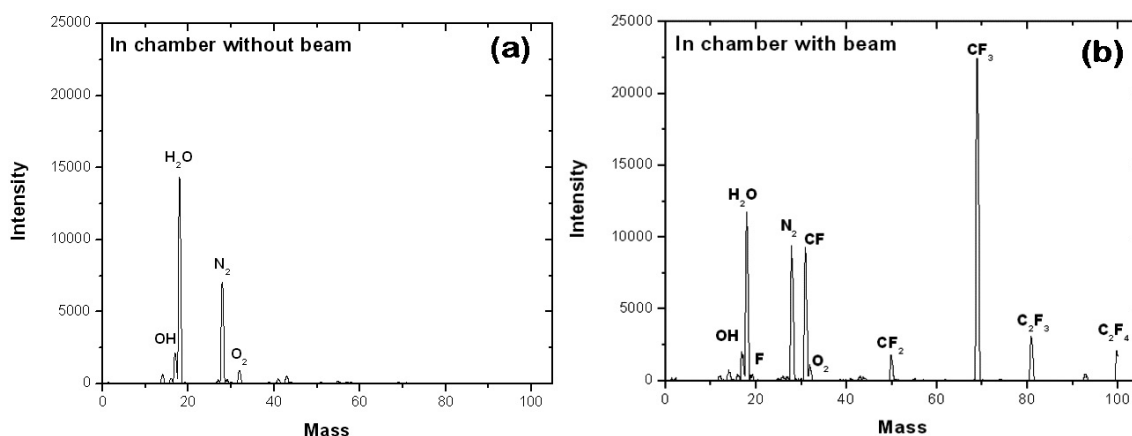 25000
20000
15000
10000
5000
0
Intensity
In chamber without beam
(a)
H₂O
N₂
OH
O₂
0
20
40
60
80
100
Mass
25000
20000
15000
10000
5000
0
Intensity
In chamber with beam
(b)
CF₃
H₂O
N₂
CF
OH
F
O₂
CF₂
C₂F₃
C₂F₄
0
20
40
60
80
100
Mass